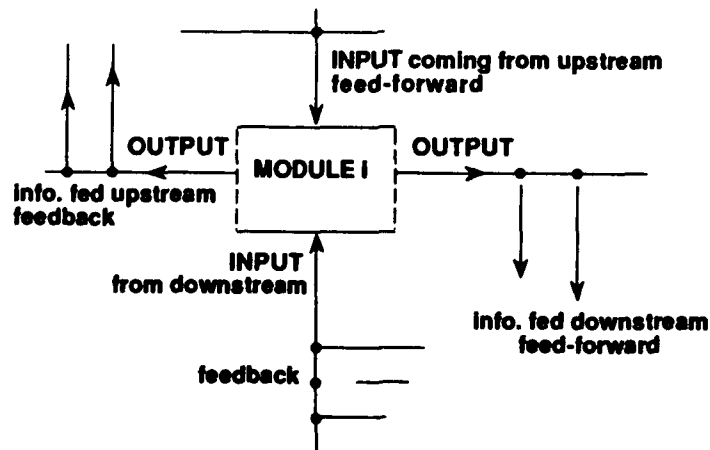 INPUT coming from upstream
feed-forward
OUTPUT
MODULE i
OUTPUT
info. fed upstream
feedback
INPUT
from downstream
info. fed downstream
feed-forward
feedback